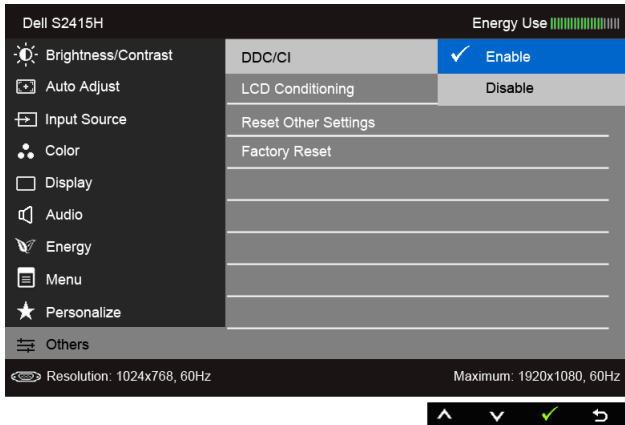 Dell S2415H
Energy Use
Brightness/Contrast
DDC/CI
Enable
Auto Adjust
LCD Conditioning
Disable
Input Source
Reset Other Settings
Color
Factory Reset
Display
Audio
Energy
Menu
Personalize
Others
Resolution: 1024x768, 60Hz
Maximum: 1920x1080, 60Hz